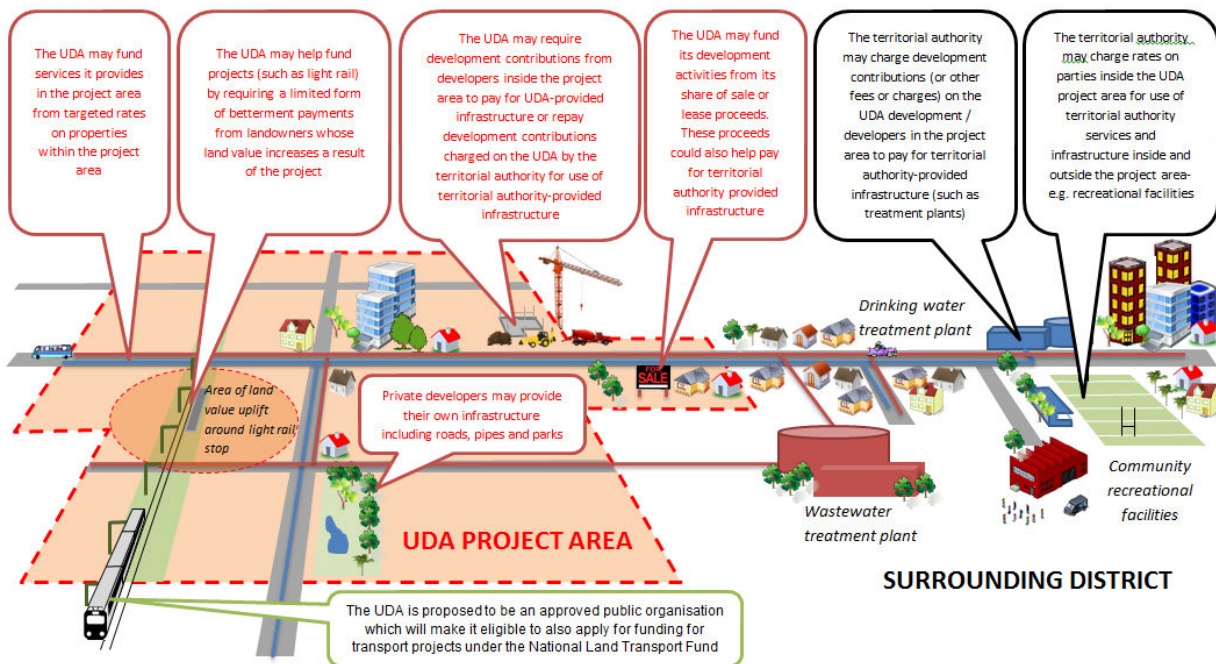 The UDA may fund
services it provides
in the project area
from targeted rates
on properties
within the project
area
The UDA may help fund
projects (such as light rail)
by requiring a limited form
of betterment payments
from landowners whose
land value increases a result
of the project
The UDA may require
development contributions from
developers inside the project
area to pay for UDA-provided
infrastructure or repay
development contributions
charged on the UDA by the
territorial authority for use of
territorial authority-provided
infrastructure
The UDA may fund
its development
activities from its
share of sale or
lease proceeds.
These proceeds
could also help pay
for territorial
authority provided
infrastructure
The territorial authority
may charge development
contributions (or other
fees or charges) on the
UDA development /
developers in the project
area to pay for territorial
authority-provided
infrastructure (such as
treatment plants)
The territorial authority
may charge rates on
parties inside the UDA
project area for use of
territorial authority
services and
infrastructure inside and
outside the project area-
e.g. recreational facilities
Drinking water
treatment plant
FOR
SALE
Area of land
value uplift
around light rail
stop
Private developers may provide
their own infrastructure
including roads, pipes and parks
Community
recreational
facilities
Wastewater
treatment plant
UDA PROJECT AREA
SURROUNDING DISTRICT
The UDA is proposed to be an approved public organisation
which will make it eligible to also apply for funding for
transport projects under the National Land Transport Fund